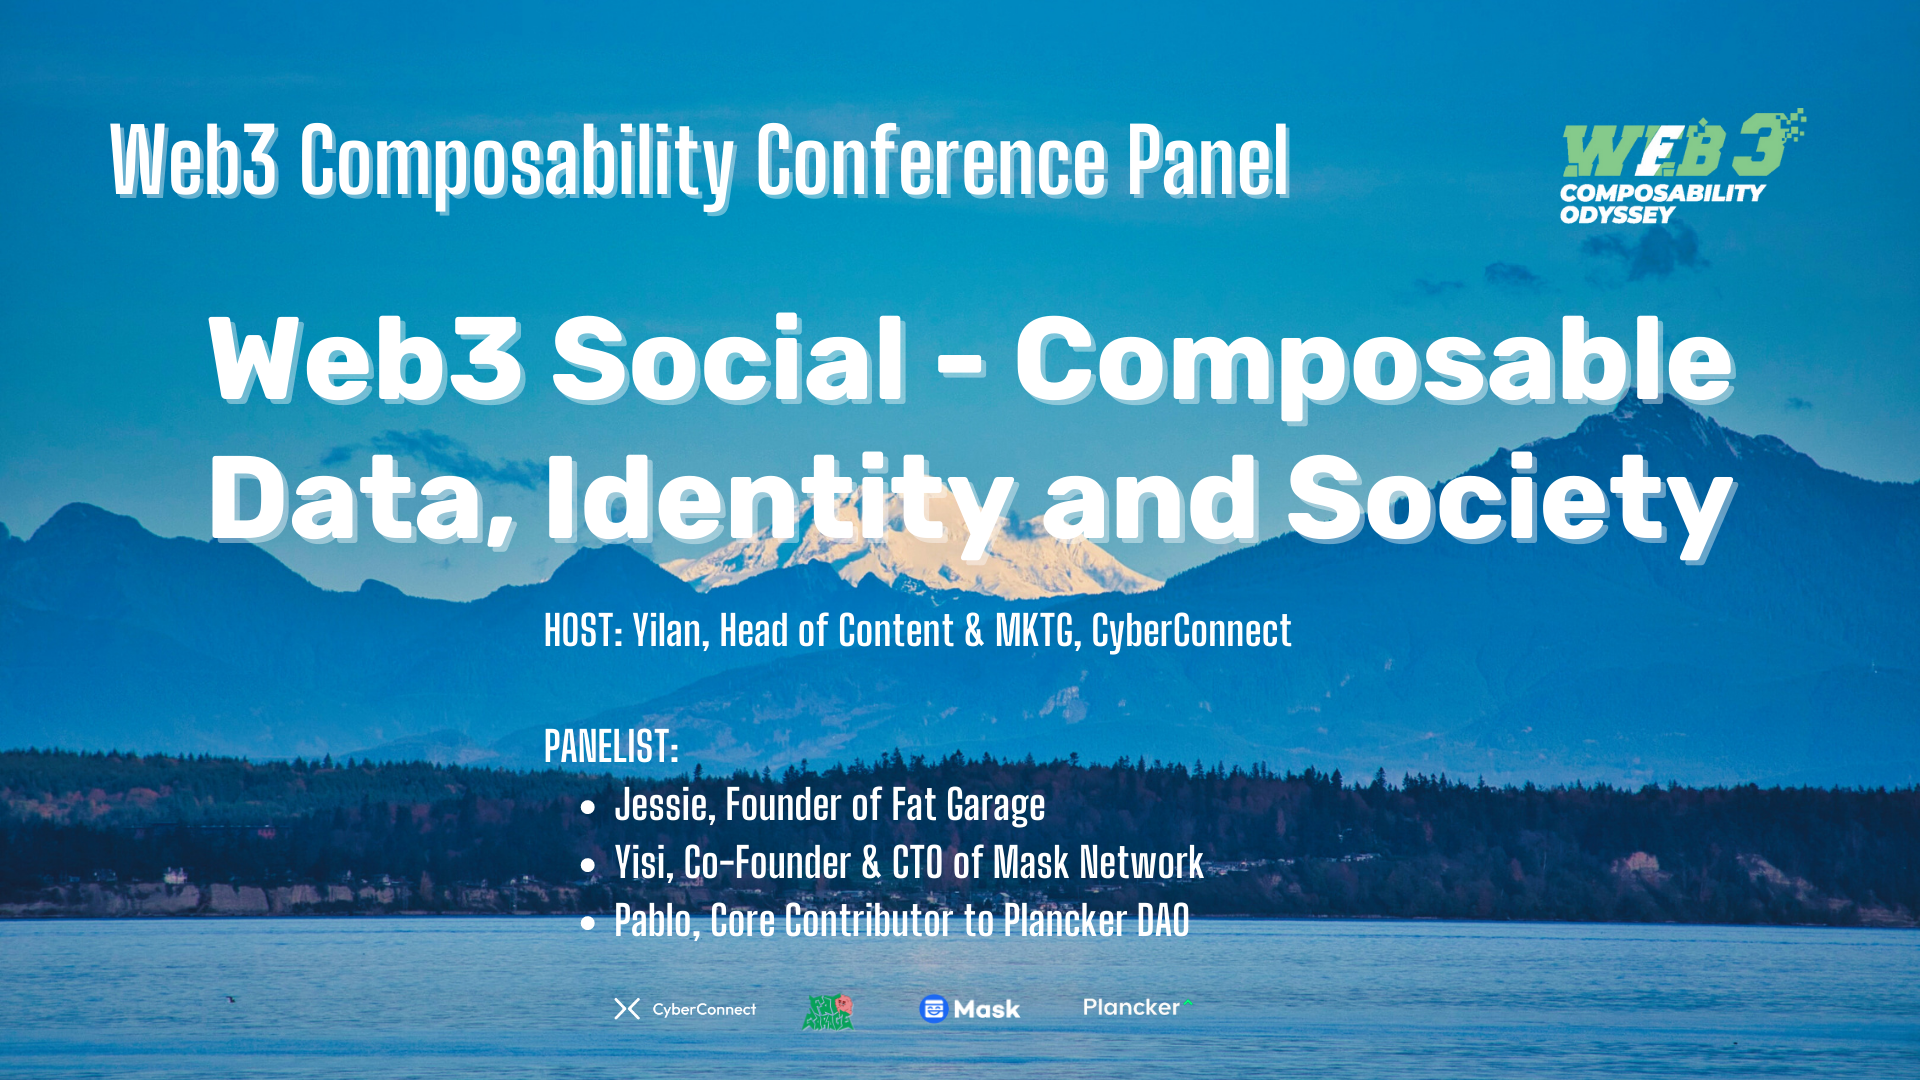 Web3 Composability Conference Panel
WEB3
COMPOSABILITY
ODYSSEY
Web3 Social - Composable
Data, Identity and Society
HOST: Yilan, Head of Content & MKTG, CyberConnect
PANELIST:
• Jessie, Founder of Fat Garage
• Yisi, Co-Founder & CTO of Mask Network
• Pablo, Core Contributor to Plancker DAO
CyberConnect
FAT
GARAGE
Mask
Plancker